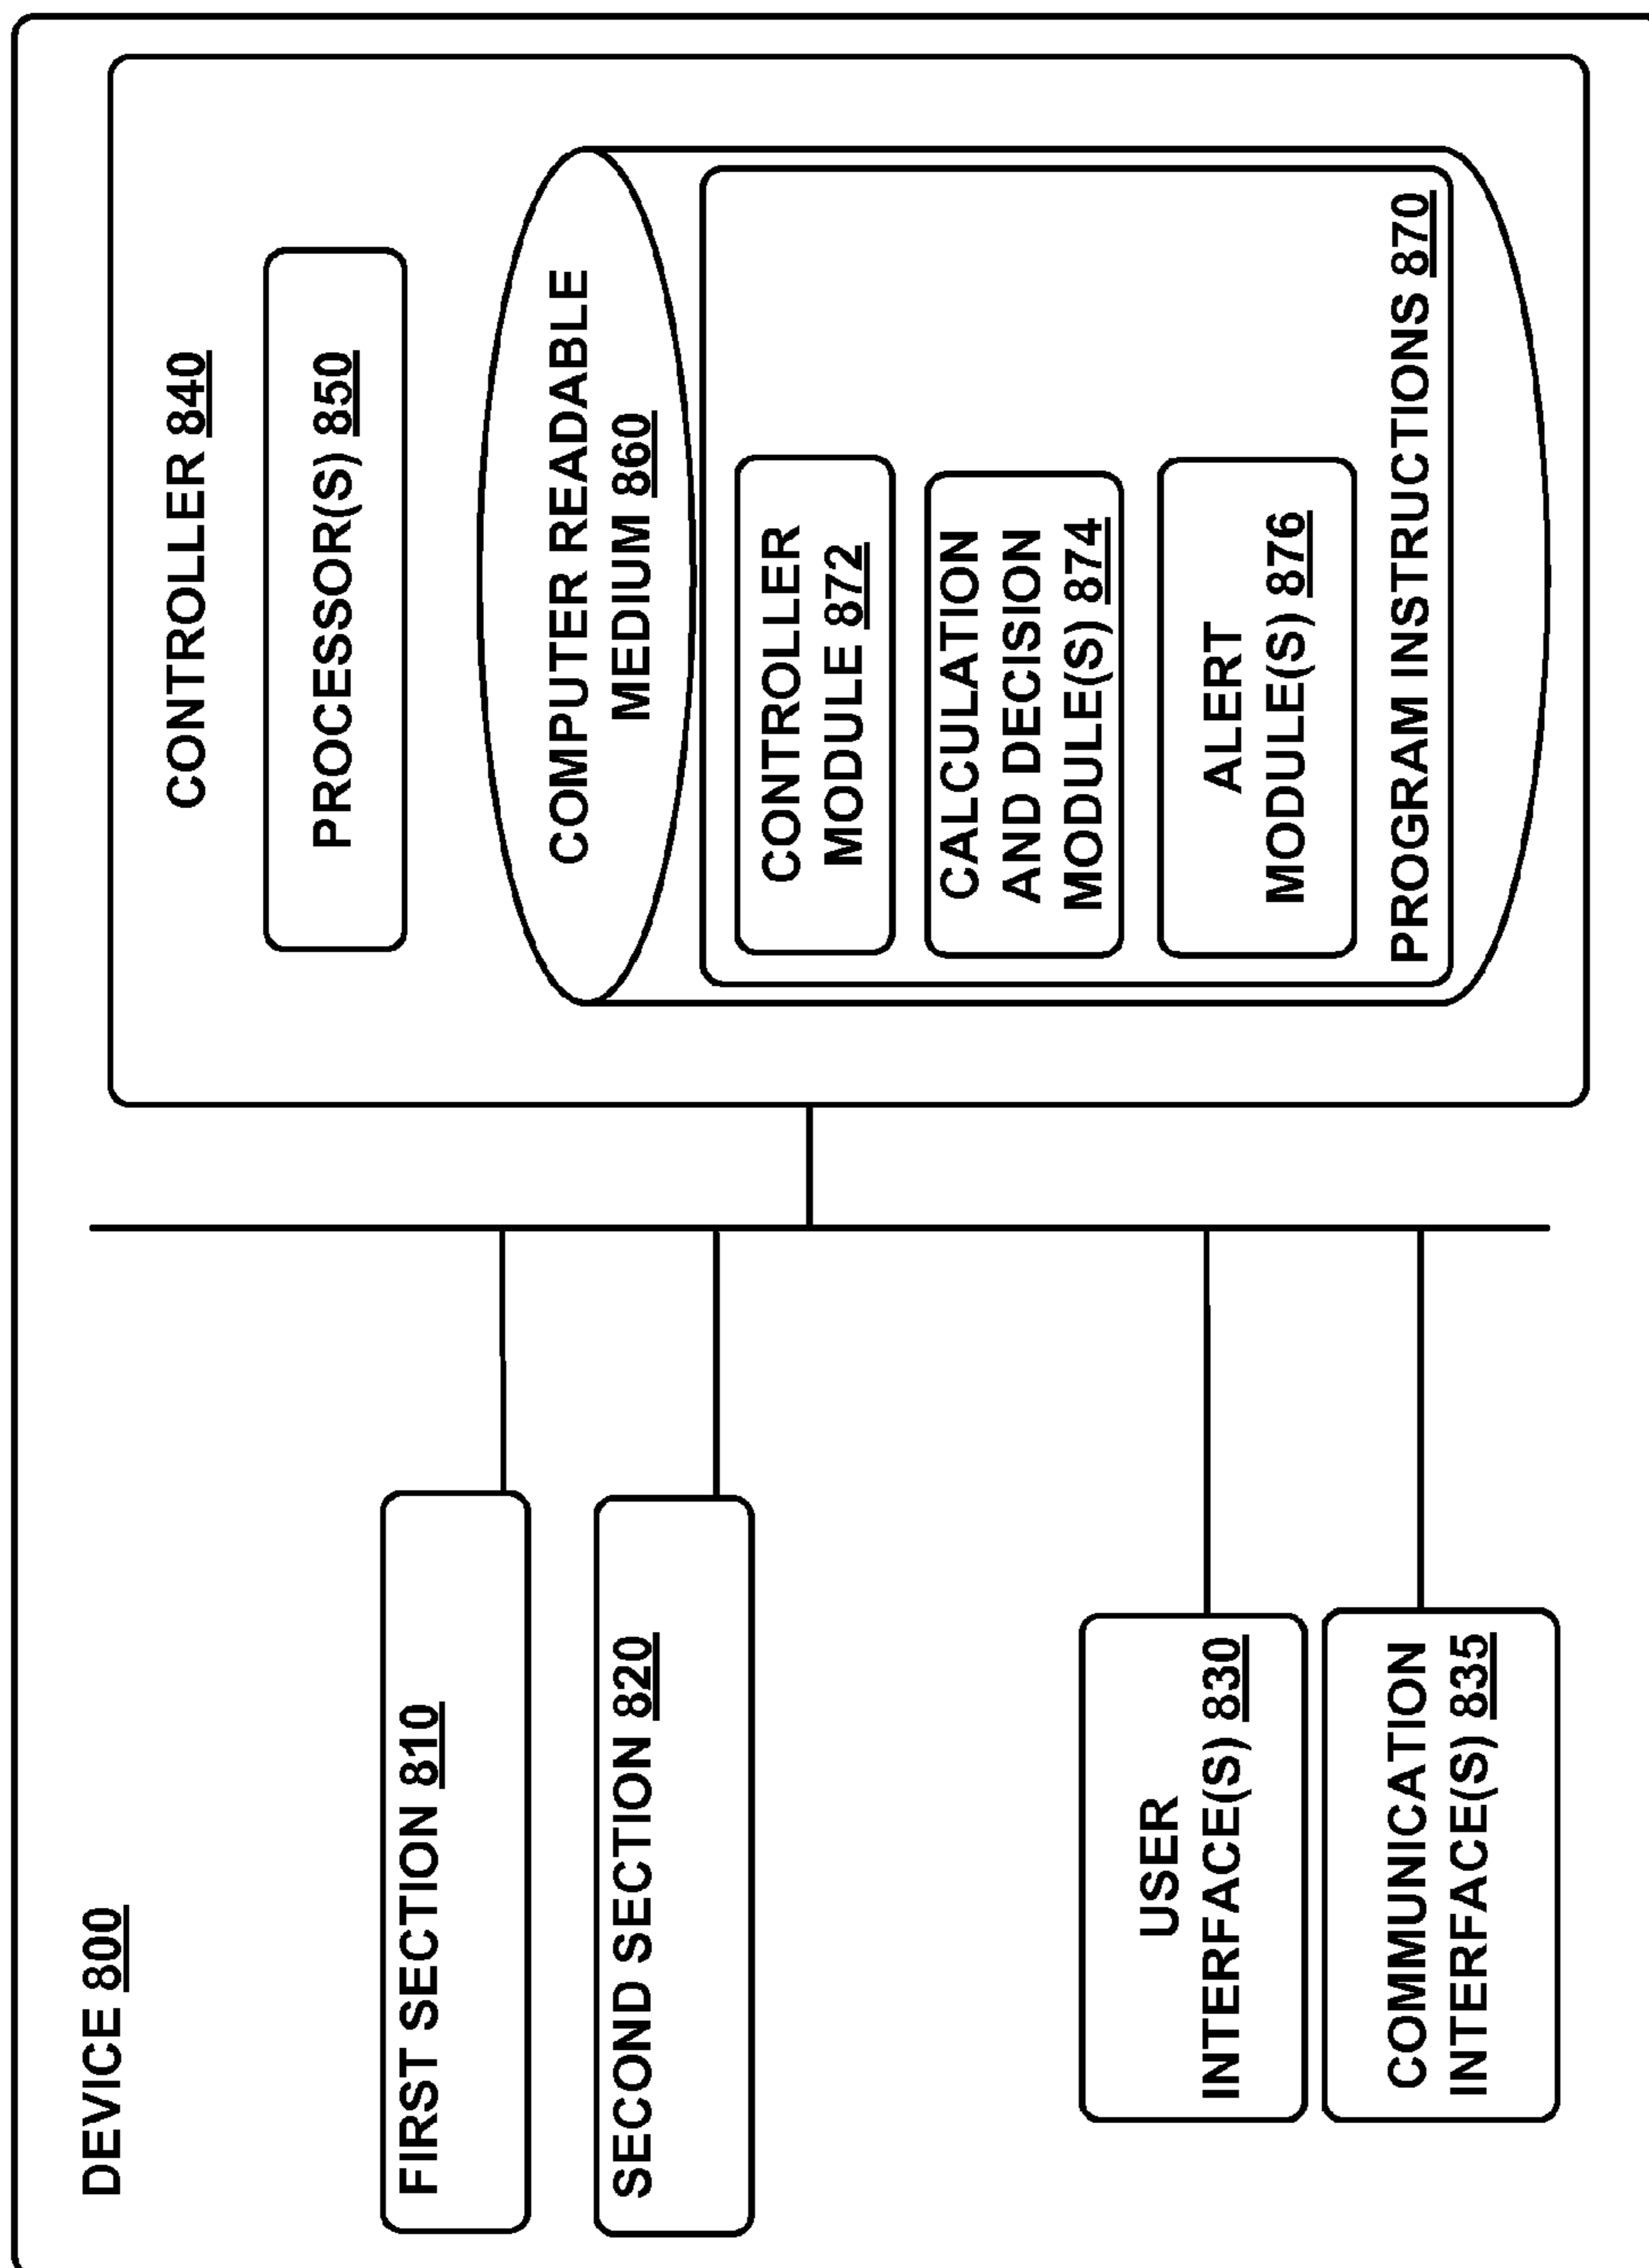 DEVICE 800
FIRST SECTION 810
SECOND SECTION 820
USER
INTERFACE(S) 830
COMMUNICATION
INTERFACE(S) 835
CONTROLLER 840
PROCESSOR(S) 850
COMPUTER READABLE
MEDIUM 860
CONTROLLER
MODULE 872
CALCULATION
AND DECISION
MODULE(S) 874
ALERT
MODULE(S) 876
PROGRAM INSTRUCTIONS 870